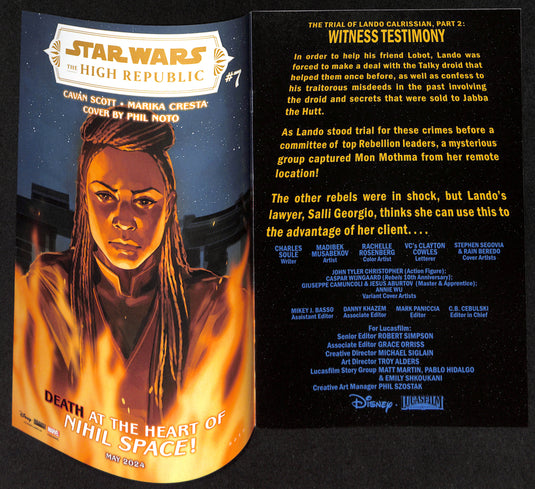 STAR WARS
THE HIGH REPUBLIC
#7
CAVAN SCOTT • MARIKA CRESTA
COVER BY PHIL NOTO
DEATH AT THE HEART OF
NIHIL SPACE!
MAY 2024
Disney
MARVEL
THE TRIAL OF LANDO CALRISSIAN, PART 2:
WITNESS TESTIMONY
In order to help his friend Lobot, Lando was
forced to make a deal with the Talky droid that
helped them once before, as well as confess to
his traitorous misdeeds in the past involving
the droid and secrets that were sold to Jabba
the Hutt.
As Lando stood trial for these crimes before a
committee of top Rebellion leaders, a mysterious
group captured Mon Mothma from her remote
location!
The other rebels were in shock, but Lando's
lawyer, Salli Georgio, thinks she can use this to
the advantage of her client....
CHARLES SOULE Writer
MADIBEK MUSABEKOV Artist
RACHELLE ROSENBERG Color Artist
VC's CLAYTON COWLES Letterer
STEPHEN SEGOVIA & RAIN BEREDO Cover Artists
JOHN TYLER CHRISTOPHER (Action Figure);
CASPAR WIJNGAARD (Rebels 10th Anniversary);
GIUSEPPE CAMUNCOLI & JESUS ABURTOV (Master & Apprentice);
ANNIE WU
Variant Cover Artists
MIKEY J. BASSO Assistant Editor
DANNY KHAZEM Associate Editor
MARK PANICCIA Editor
C.B. CEBULSKI Editor in Chief
For Lucasfilm:
Senior Editor ROBERT SIMPSON
Associate Editor GRACE ORRISS
Creative Director MICHAEL SIGLAIN
Art Director TROY ALDERS
Lucasfilm Story Group MATT MARTIN, PABLO HIDALGO
& EMILY SHKOUKANI
Creative Art Manager PHIL SZOSTAK
Disney • LUCASFILM